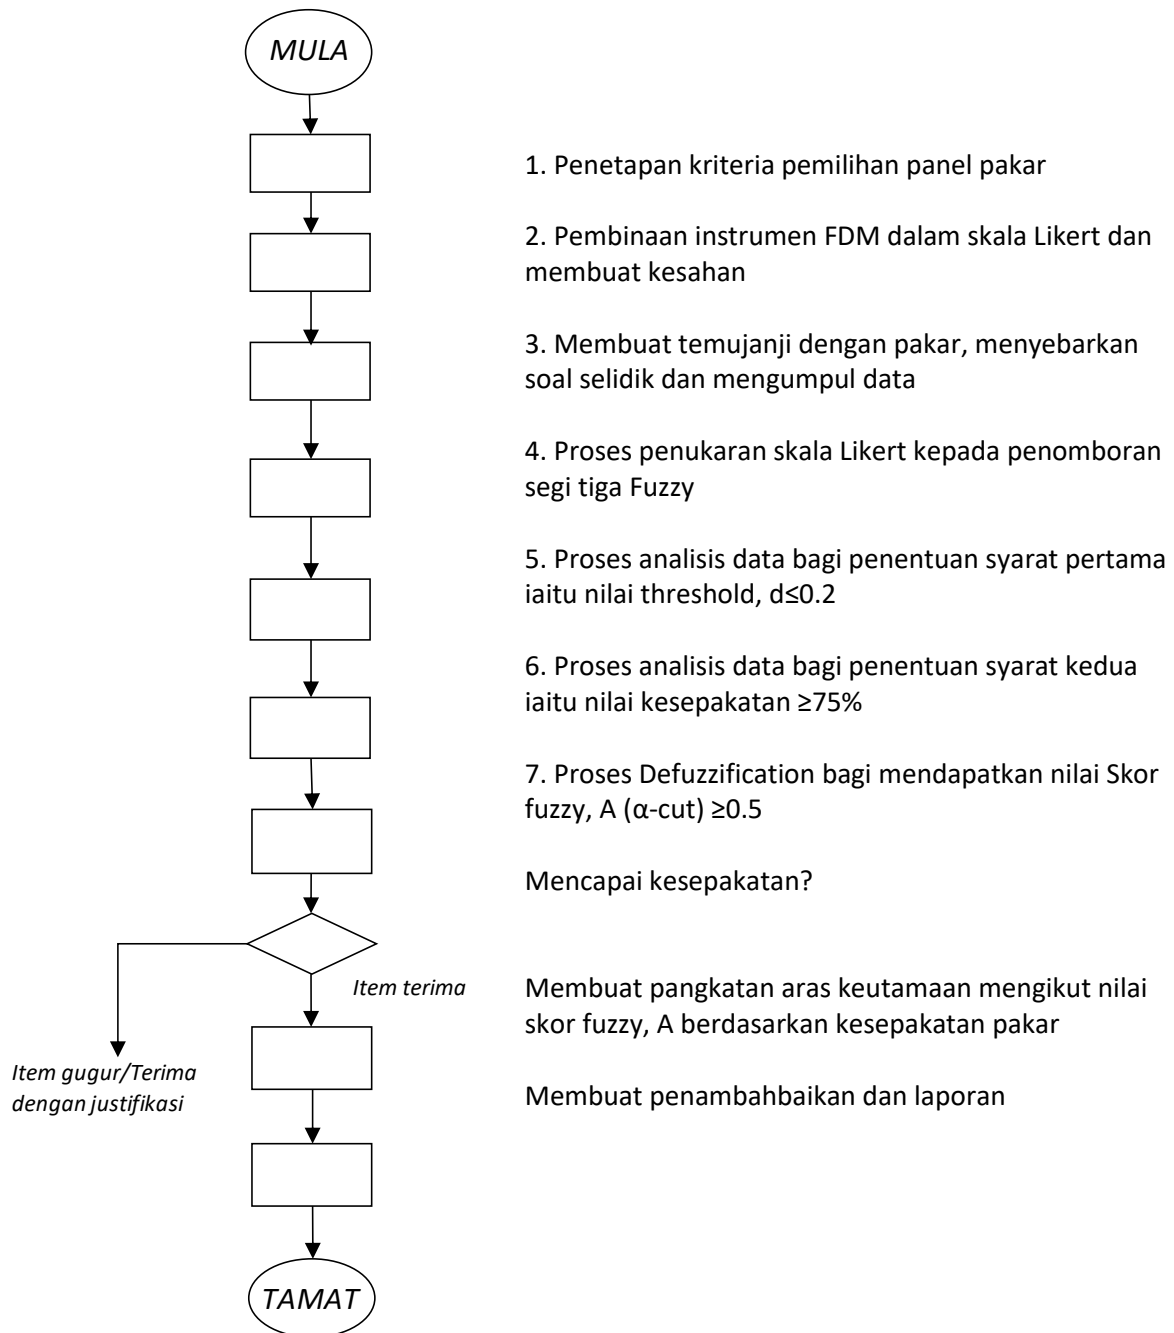 MULA
1. Penetapan kriteria pemilihan panel pakar
2. Pembinaan instrumen FDM dalam skala Likert dan
membuat kesahan
3. Membuat temujanji dengan pakar, menyebarkan
soal selidik dan mengumpul data
4. Proses penukaran skala Likert kepada penomboran
segi tiga Fuzzy
5. Proses analisis data bagi penentuan syarat pertama
iaitu nilai threshold, d≤0.2
6. Proses analisis data bagi penentuan syarat kedua
iaitu nilai kesepakatan ≥75%
7. Proses Defuzzification bagi mendapatkan nilai Skor
fuzzy, A (α-cut) ≥0.5
Mencapai kesepakatan?
Item terima
Membuat pangkatan aras keutamaan mengikut nilai
skor fuzzy, A berdasarkan kesepakatan pakar
Item gugur/Terima
dengan justifikasi
Membuat penambahbaikan dan laporan
TAMAT